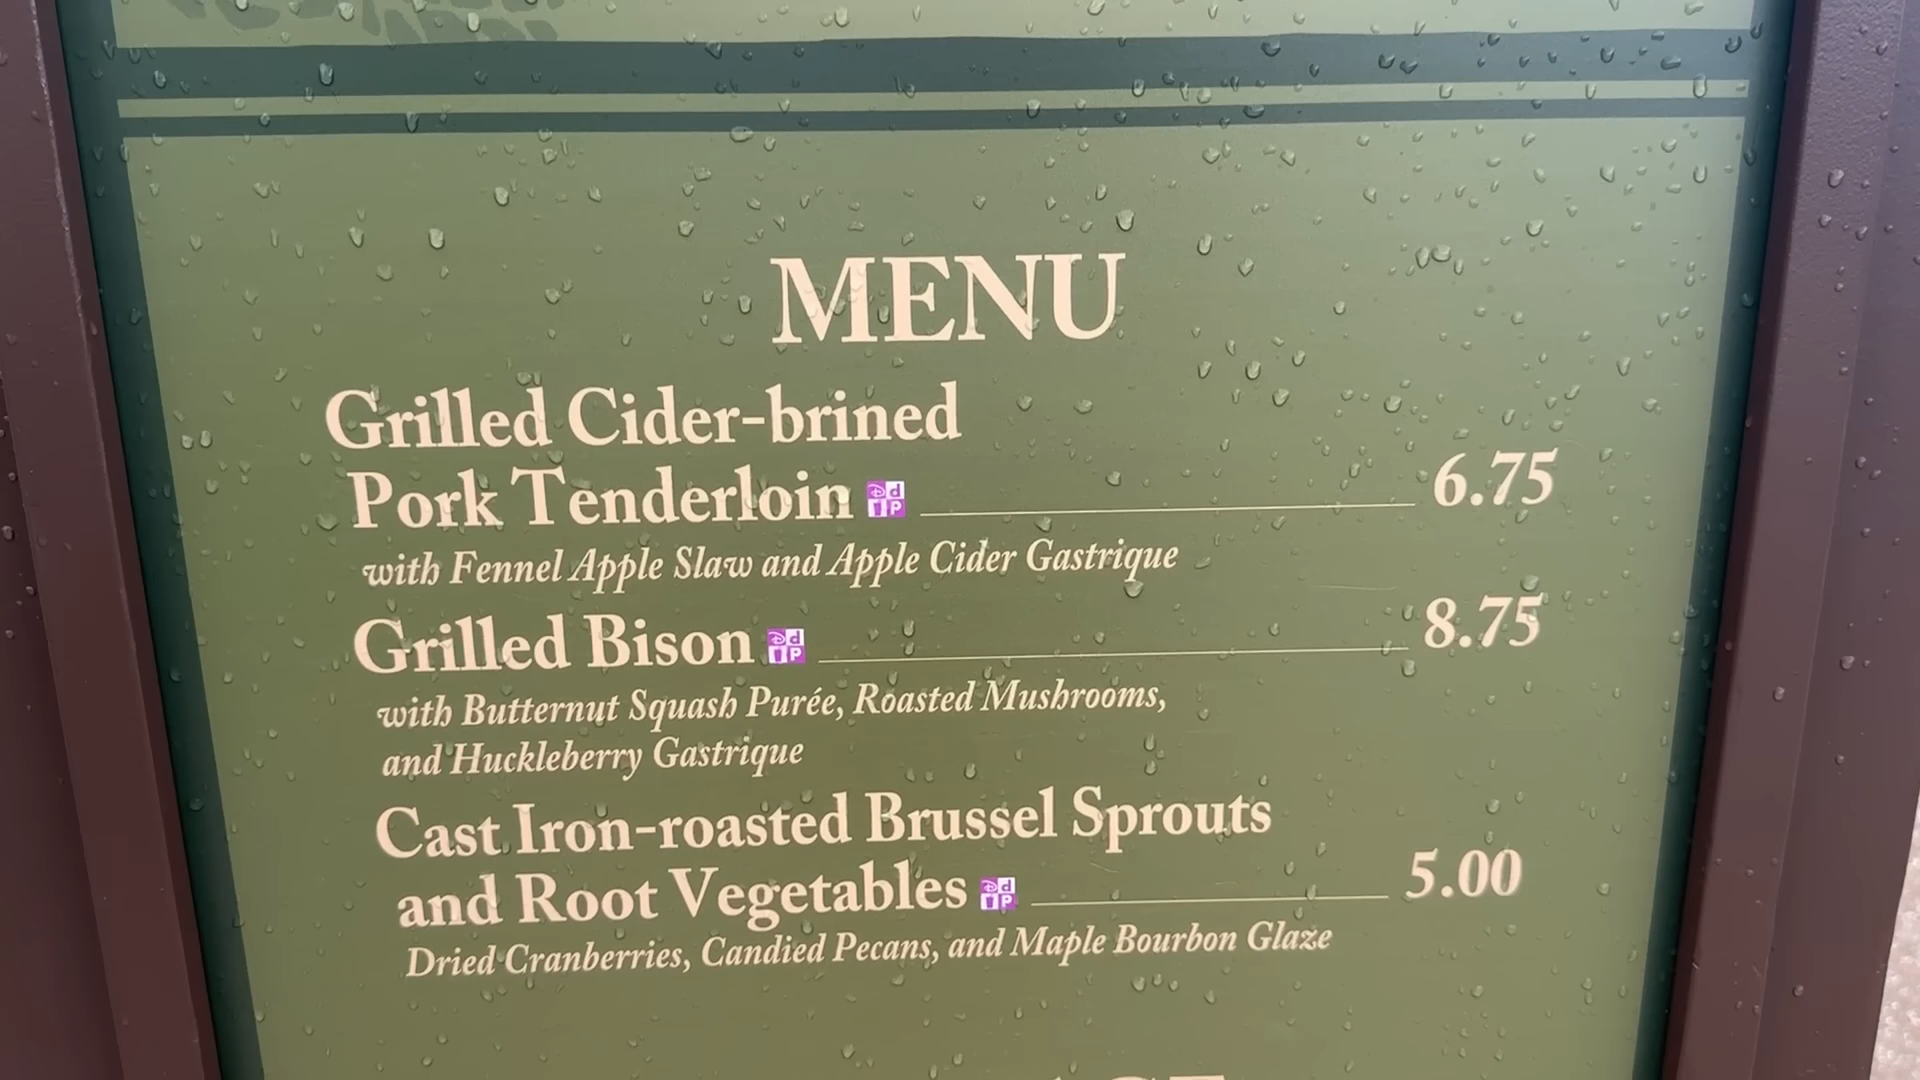 MENU
Grilled Cider-brined
Pork Tenderloin 6.75
with Fennel Apple Slaw and Apple Cider Gastrique
Grilled Bison 8.75
with Butternut Squash Purée, Roasted Mushrooms,
and Huckleberry Gastrique
Cast Iron-roasted Brussel Sprouts
and Root Vegetables 5.00
Dried Cranberries, Candied Pecans, and Maple Bourbon Glaze